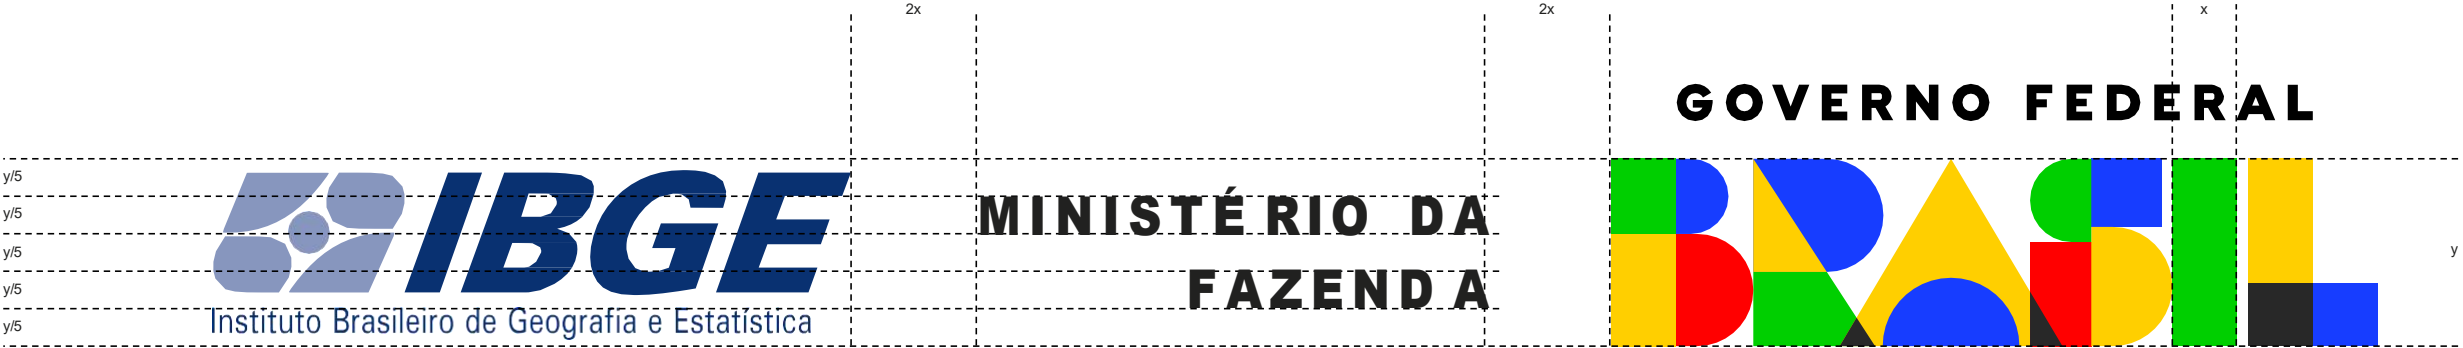 2x
2x
x
GOVERNO FEDERAL
y/5
y/5
y/5
y/5
y/5
IBGE
Instituto Brasileiro de Geografia e Estatística
MINISTÉRIO DA
FAZENDA
BRASIL
y